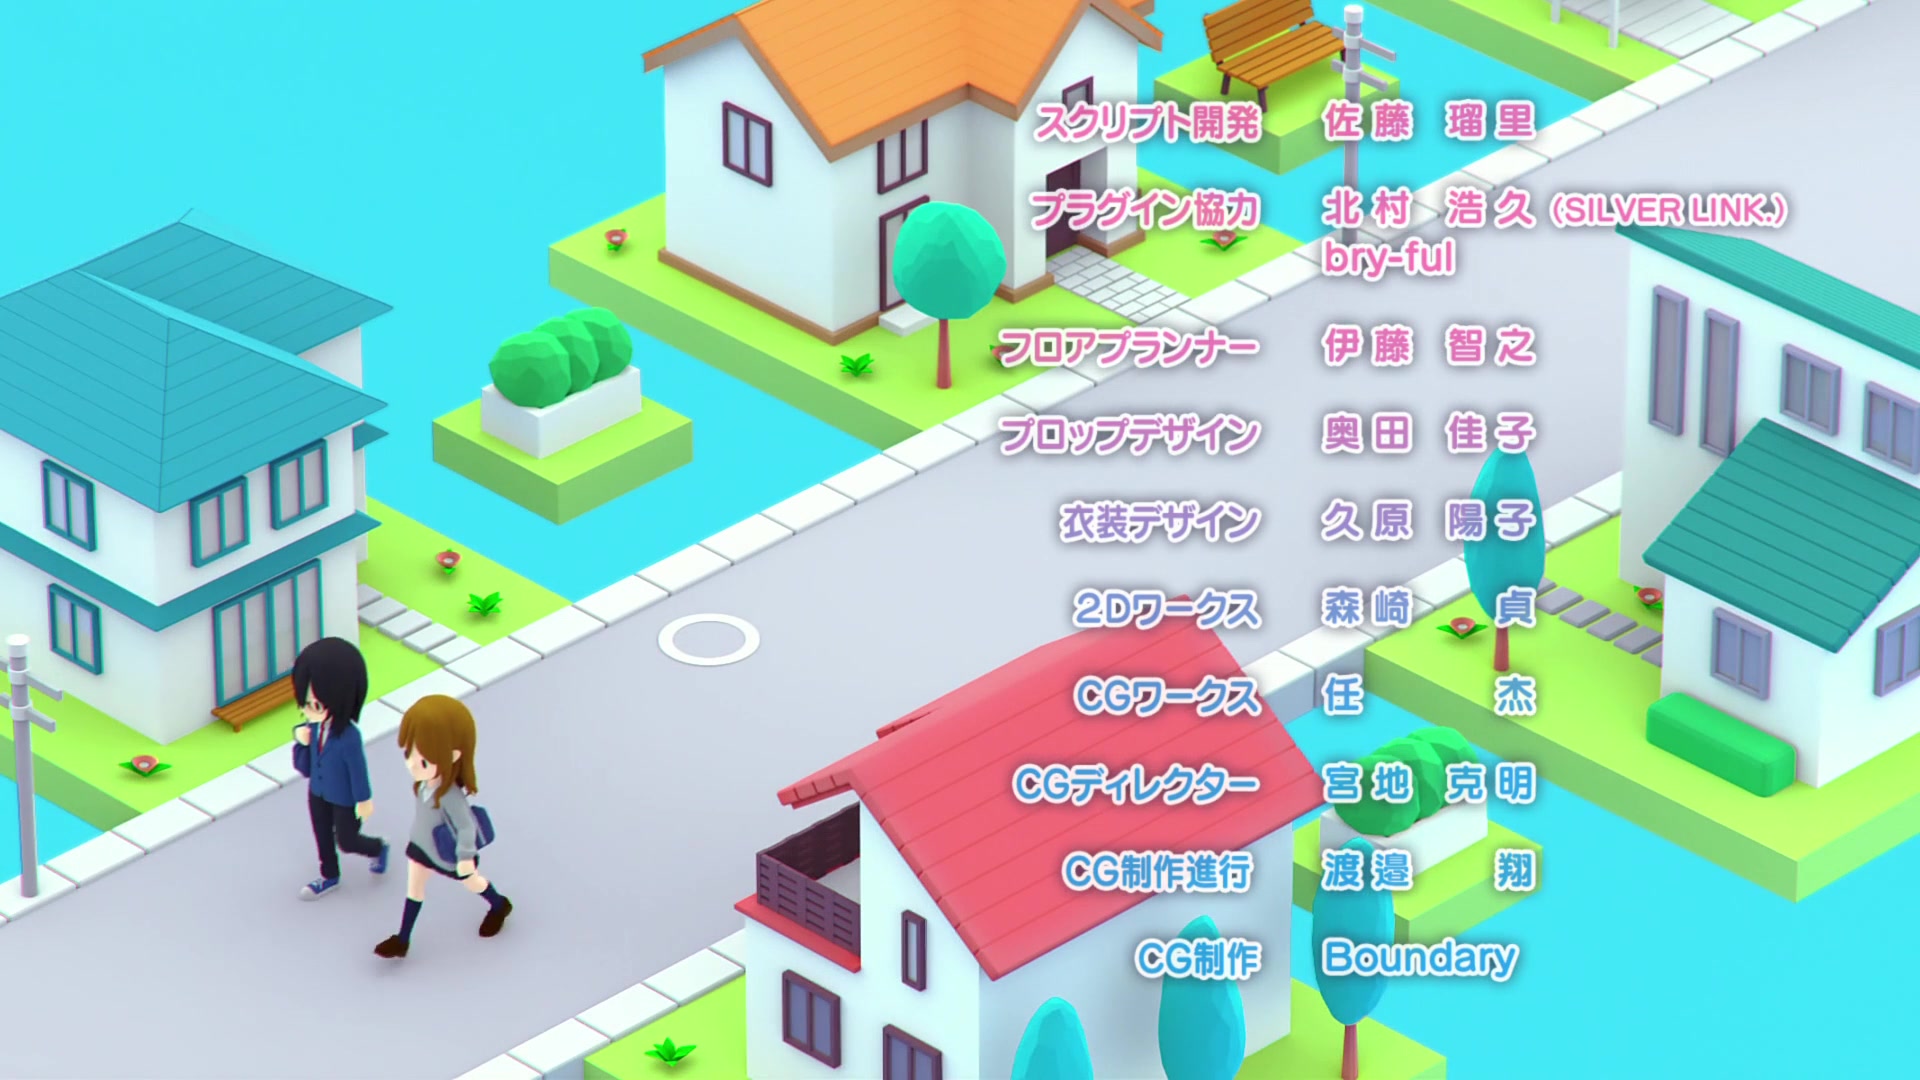 スクリプト開発 佐藤 瑠里
プラグイン協力 北村 浩久 (SILVER LINK.)
bry-ful
フロアプランナー 伊藤 智之
プロップデザイン 奥田 佳子
衣装デザイン 久原 陽子
2Dワークス 森崎 貞
CGワークス 任 杰
CGディレクター 宮地 克明
CG制作進行 渡邉 翔
CG制作 Boundary